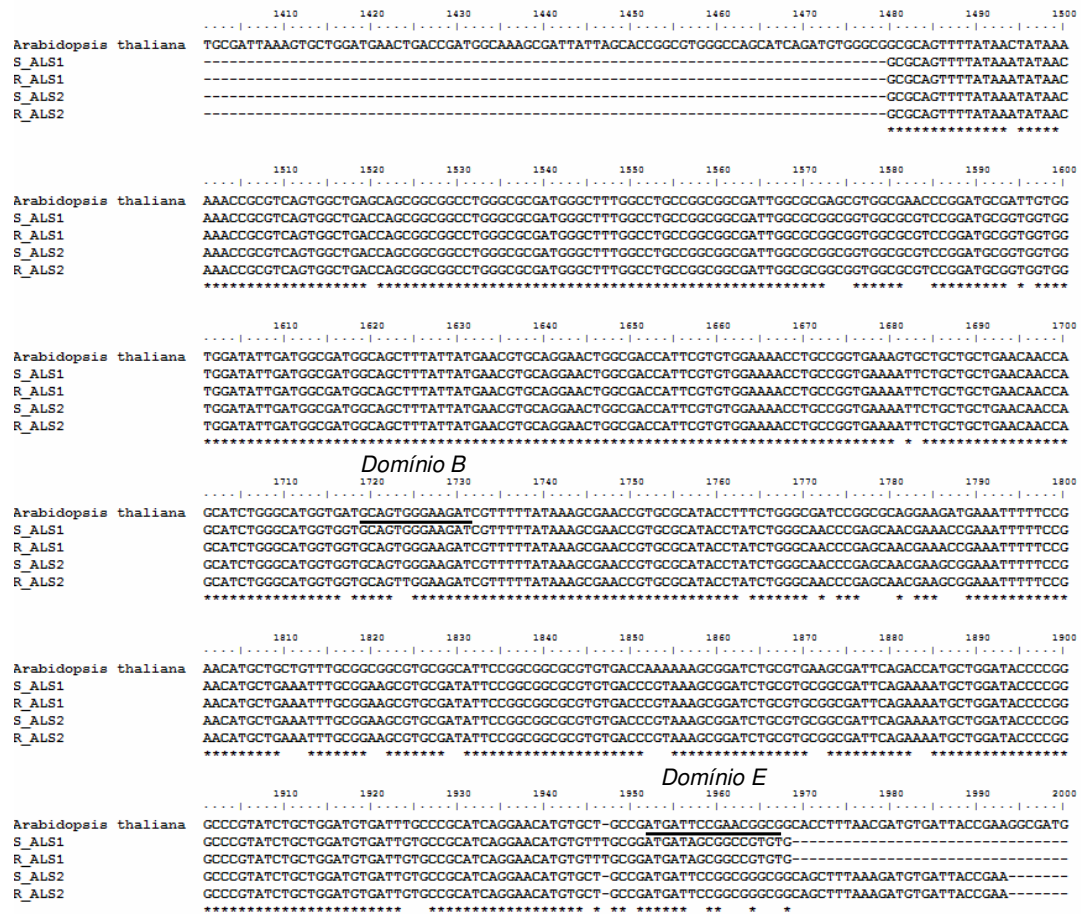 1410 1420 1430 1440 1450 1460 1470 1480 1490 1500
....|....|....|....|....|....|....|....|....|....|....|....|....|....|....|....|....|....|....|....|
Arabidopsis thaliana TGCGATTAAAGTGCTGGATGAACTGACCGATGGCAAAGCGATTATTAGCACCGGCGTGGGCCAGCATCAGATGTGGGCGGCGCAGTTTTATAACTATAAA
S_ALS1 -------------------------------------------------------------------------------GCGCAGTTTTATAAATATAAC
R_ALS1 -------------------------------------------------------------------------------GCGCAGTTTTATAAATATAAC
S_ALS2 -------------------------------------------------------------------------------GCGCAGTTTTATAAATATAAC
R_ALS2 -------------------------------------------------------------------------------GCGCAGTTTTATAAATATAAC
************** *****
1510 1520 1530 1540 1550 1560 1570 1580 1590 1600
....|....|....|....|....|....|....|....|....|....|....|....|....|....|....|....|....|....|....|....|
Arabidopsis thaliana AAACCGCGTCAGTGGCTGAGCAGCGGCGGCCTGGGCGCGATGGGCTTTGGCCTGCCGGCGGCGATTGGCGCGAGCGTGGCGAACCCGGATGCGATTGTGG
S_ALS1 AAACCGCGTCAGTGGCTGACCAGCGGCGGCCTGGGCGCGATGGGCTTTGGCCTGCCGGCGGCGATTGGCGCGGCGGTGGCGCGTCCGGATGCGGTGGTGG
R_ALS1 AAACCGCGTCAGTGGCTGACCAGCGGCGGCCTGGGCGCGATGGGCTTTGGCCTGCCGGCGGCGATTGGCGCGGCGGTGGCGCGTCCGGATGCGGTGGTGG
S_ALS2 AAACCGCGTCAGTGGCTGACCAGCGGCGGCCTGGGCGCGATGGGCTTTGGCCTGCCGGCGGCGATTGGCGCGGCGGTGGCGCGTCCGGATGCGGTGGTGG
R_ALS2 AAACCGCGTCAGTGGCTGACCAGCGGCGGCCTGGGCGCGATGGGCTTTGGCCTGCCGGCGGCGATTGGCGCGGCGGTGGCGCGTCCGGATGCGGTGGTGG
******************* ****************************************************   ******   ********* * ****
1610 1620 1630 1640 1650 1660 1670 1680 1690 1700
....|....|....|....|....|....|....|....|....|....|....|....|....|....|....|....|....|....|....|....|
Arabidopsis thaliana TGGATATTGATGGCGATGGCAGCTTTATTATGAACGTGCAGGAACTGGCGACCATTCGTGTGGAAAACCTGCCGGTGAAAGTGCTGCTGCTGAACAACCA
S_ALS1 TGGATATTGATGGCGATGGCAGCTTTATTATGAACGTGCAGGAACTGGCGACCATTCGTGTGGAAAACCTGCCGGTGAAAATTCTGCTGCTGAACAACCA
R_ALS1 TGGATATTGATGGCGATGGCAGCTTTATTATGAACGTGCAGGAACTGGCGACCATTCGTGTGGAAAACCTGCCGGTGAAAATTCTGCTGCTGAACAACCA
S_ALS2 TGGATATTGATGGCGATGGCAGCTTTATTATGAACGTGCAGGAACTGGCGACCATTCGTGTGGAAAACCTGCCGGTGAAAATTCTGCTGCTGAACAACCA
R_ALS2 TGGATATTGATGGCGATGGCAGCTTTATTATGAACGTGCAGGAACTGGCGACCATTCGTGTGGAAAACCTGCCGGTGAAAATTCTGCTGCTGAACAACCA
******************************************************************************** * *****************
Domínio B
1710 1720 1730 1740 1750 1760 1770 1780 1790 1800
....|....|....|....|....|....|....|....|....|....|....|....|....|....|....|....|....|....|....|....|
Arabidopsis thaliana GCATCTGGGCATGGTGATGCAGTGGGAAGATCGTTTTTATAAAGCGAACCGTGCGCATACCTTTCTGGGCGATCCGGCGCAGGAAGATGAAATTTTTCCG
S_ALS1 GCATCTGGGCATGGTGGTGCAGTGGGAAGATCGTTTTTATAAAGCGAACCGTGCGCATACCTATCTGGGCAACCCGAGCAACGAAACCGAAATTTTTCCG
R_ALS1 GCATCTGGGCATGGTGGTGCAGTGGGAAGATCGTTTTTATAAAGCGAACCGTGCGCATACCTATCTGGGCAACCCGAGCAACGAAACCGAAATTTTTCCG
S_ALS2 GCATCTGGGCATGGTGGTGCAGTGGGAAGATCGTTTTTATAAAGCGAACCGTGCGCATACCTATCTGGGCAACCCGAGCAACGAAGCGGAAATTTTTCCG
R_ALS2 GCATCTGGGCATGGTGGTGCAGTTGGAAGATCGTTTTTATAAAGCGAACCGTGCGCATACCTATCTGGGCAACCCGAGCAACGAAGCGGAAATTTTTCCG
**************** ***** ************************************** ******* * ***    * ***   ************
1810 1820 1830 1840 1850 1860 1870 1880 1890 1900
....|....|....|....|....|....|....|....|....|....|....|....|....|....|....|....|....|....|....|....|
Arabidopsis thaliana AACATGCTGCTGTTTGCGGCGGCGTGCGGCATTCCGGCGGCGCGTGTGACCAAAAAAGCGGATCTGCGTGAAGCGATTCAGACCATGCTGGATACCCCGG
S_ALS1 AACATGCTGAAATTTGCGGAAGCGTGCGATATTCCGGCGGCGCGTGTGACCCGTAAAGCGGATCTGCGTGCGGCGATTCAGAAAATGCTGGATACCCCGG
R_ALS1 AACATGCTGAAATTTGCGGAAGCGTGCGATATTCCGGCGGCGCGTGTGACCCGTAAAGCGGATCTGCGTGCGGCGATTCAGAAAATGCTGGATACCCCGG
S_ALS2 AACATGCTGAAATTTGCGGAAGCGTGCGATATTCCGGCGGCGCGTGTGACCCGTAAAGCGGATCTGCGTGCGGCGATTCAGAAAATGCTGGATACCCCGG
R_ALS2 AACATGCTGAAATTTGCGGAAGCGTGCGATATTCCGGCGGCGCGTGTGACCCGTAAAGCGGATCTGCGTGCGGCGATTCAGAAAATGCTGGATACCCCGG
*********   *******  *******  *********************   ****************  ***********  ****************
Domínio E
1910 1920 1930 1940 1950 1960 1970 1980 1990 2000
....|....|....|....|....|....|....|....|....|....|....|....|....|....|....|....|....|....|....|....|
Arabidopsis thaliana GCCCGTATCTGCTGGATGTGATTTGCCCGCATCAGGAACATGTGCT-GCCGATGATTCCGAACGGCGGCACCTTTAACGATGTGATTACCGAAGGCGATG
S_ALS1 GCCCGTATCTGCTGGATGTGATTGTGCCGCATCAGGAACATGTGTTTGCGGATGATAGCGGCCGTGTG--------------------------------
R_ALS1 GCCCGTATCTGCTGGATGTGATTGTGCCGCATCAGGAACATGTGTTTGCGGATGATAGCGGCCGTGTG--------------------------------
S_ALS2 GCCCGTATCTGCTGGATGTGATTGTGCCGCATCAGGAACATGTGCT-GCCGATGATTCCGGCGGGCGGCAGCTTTAAAGATGTGATTACCGAA-------
R_ALS2 GCCCGTATCTGCTGGATGTGATTGTGCCGCATCAGGAACATGTGCT-GCCGATGATTCCGGCGGGCGGCAGCTTTAAAGATGTGATTACCGAA-------
***********************   ****************** * ** ******  **   *   *